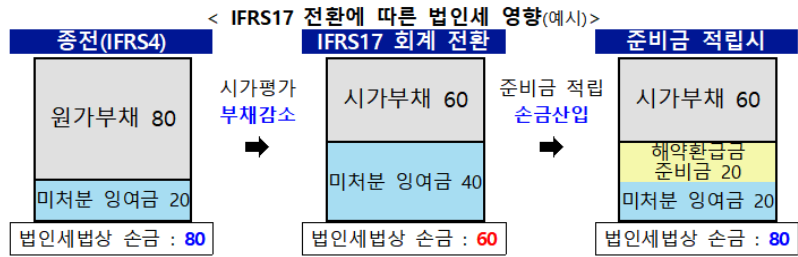 < IFRS17 전환에 따른 법인세 영향(예시)>
종전(IFRS4)
원가부채 80
미처분 잉여금 20
법인세법상 손금 : 80
시가평가
부채감소
IFRS17 회계 전환
시가부채 60
미처분 잉여금 40
법인세법상 손금 : 60
준비금 적립
손금산입
준비금 적립시
시가부채 60
해약환급금
준비금 20
미처분 잉여금 20
법인세법상 손금 : 80